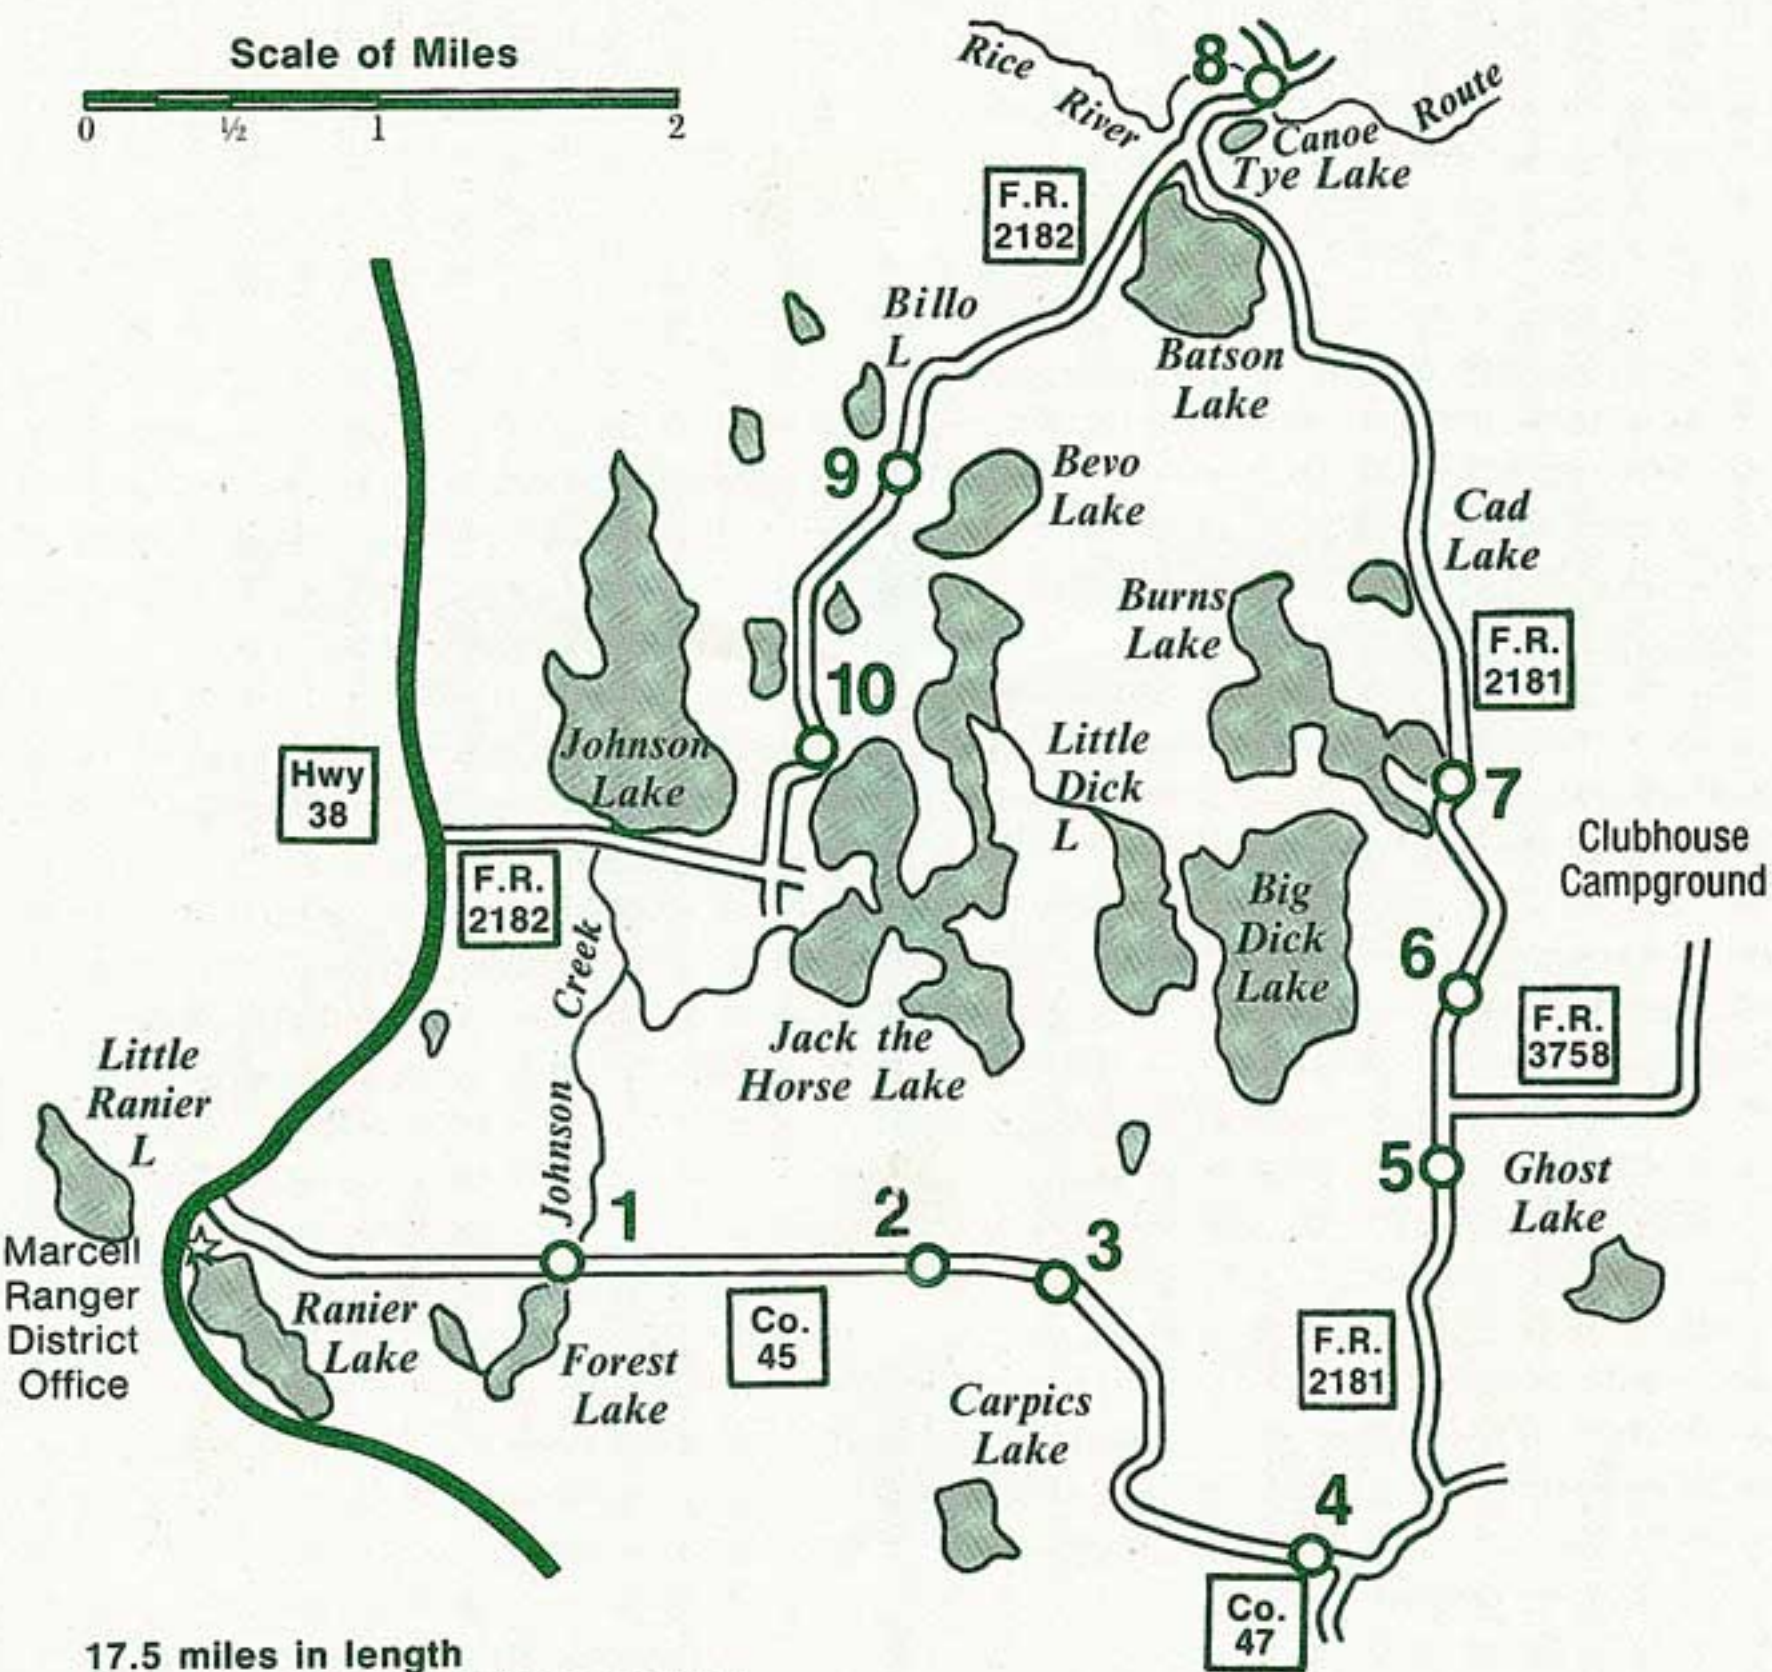 Scale of Miles
0 ½ 1 2
Rice
River
8
Canoe
Route
Tye Lake
F.R.
2182
Billo
L
Batson
Lake
9
Bevo
Lake
Cad
Lake
Burns
Lake
F.R.
2181
10
Johnson
Lake
Little
Dick
L
7
Hwy
38
Clubhouse
Campground
F.R.
2182
Big
Dick
Lake
6
Creek
F.R.
3758
Jack the
Horse Lake
Little
Ranier
L
Johnson
5
Ghost
Lake
1
2
3
Marcell
Ranger
District
Office
Ranier
Lake
Forest
Lake
Co.
45
F.R.
2181
Carpics
Lake
4
Co.
47
17.5 miles in length